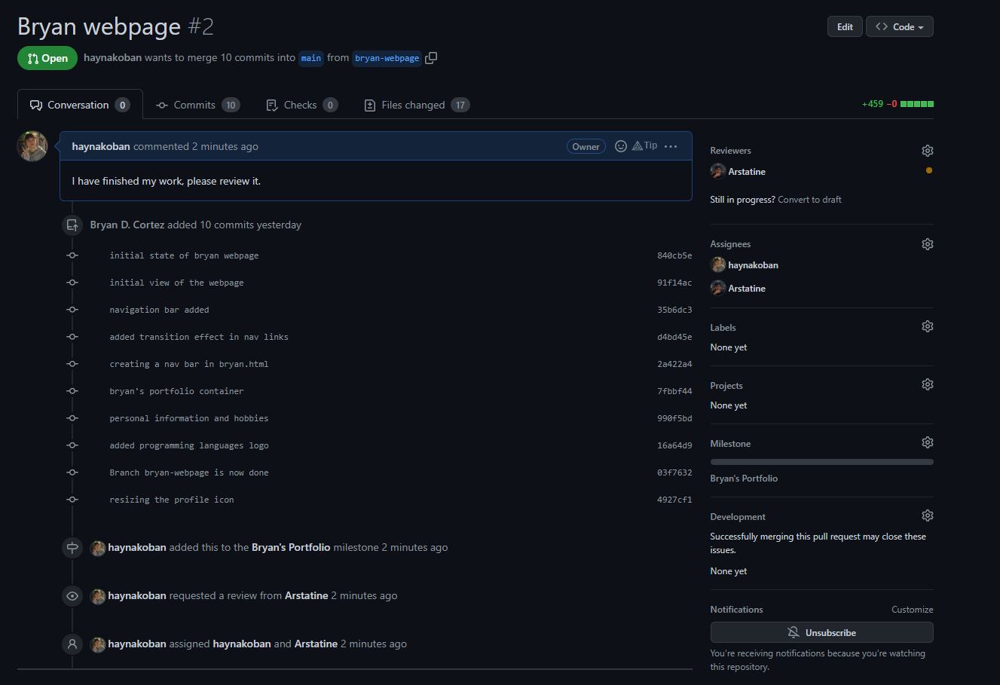 Bryan webpage #2
Edit
Code
Open
haynakoban wants to merge 10 commits into main from bryan-webpage
Conversation 0
Commits 10
Checks 0
Files changed 17
+459 −0
haynakoban commented 2 minutes ago
Owner
Tip
I have finished my work, please review it.
Bryan D. Cortez added 10 commits yesterday
initial state of bryan webpage 840cb5e
initial view of the webpage 91f14ac
navigation bar added 35b6dc3
added transition effect in nav links d4bd45e
creating a nav bar in bryan.html 2a422a4
bryan's portfolio container 7fbbf44
personal information and hobbies 990f5bd
added programming languages logo 16a64d9
Branch bryan-webpage is now done 03f7632
resizing the profile icon 4927cf1
haynakoban added this to the Bryan's Portfolio milestone 2 minutes ago
haynakoban requested a review from Arstatine 2 minutes ago
haynakoban assigned haynakoban and Arstatine 2 minutes ago
Reviewers
Arstatine
Still in progress? Convert to draft
Assignees
haynakoban
Arstatine
Labels
None yet
Projects
None yet
Milestone
Bryan's Portfolio
Development
Successfully merging this pull request may close these
issues.
None yet
Notifications
Customize
Unsubscribe
You're receiving notifications because you're watching
this repository.